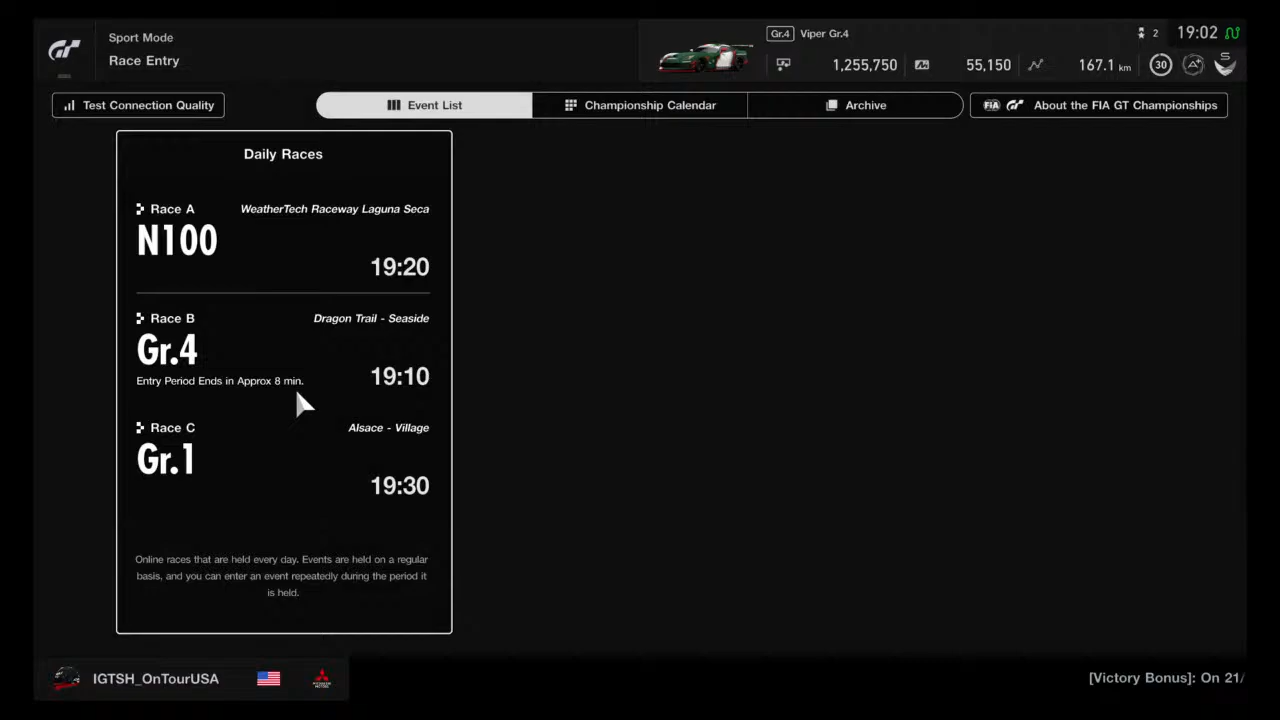 Sport Mode
Race Entry
Gr.4 Viper Gr.4
2 19:02
1,255,750 55,150 167.1 km 30 S
Test Connection Quality
Event List
Championship Calendar
Archive
FIA GT About the FIA GT Championships
Daily Races
Race A WeatherTech Raceway Laguna Seca
N100
19:20
Race B Dragon Trail - Seaside
Gr.4
Entry Period Ends in Approx 8 min.
19:10
Race C Alsace - Village
Gr.1
19:30
Online races that are held every day. Events are held on a regular
basis, and you can enter an event repeatedly during the period it
is held.
IGTSH_OnTourUSA
[Victory Bonus]: On 21/